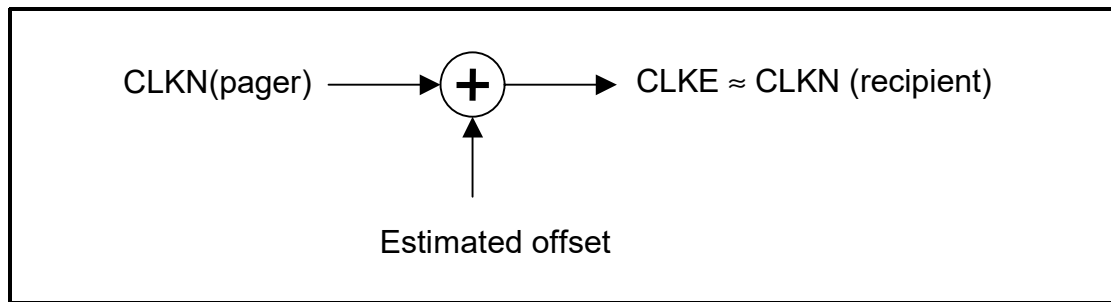 CLKN(pager) + CLKE ≈ CLKN (recipient)
Estimated offset